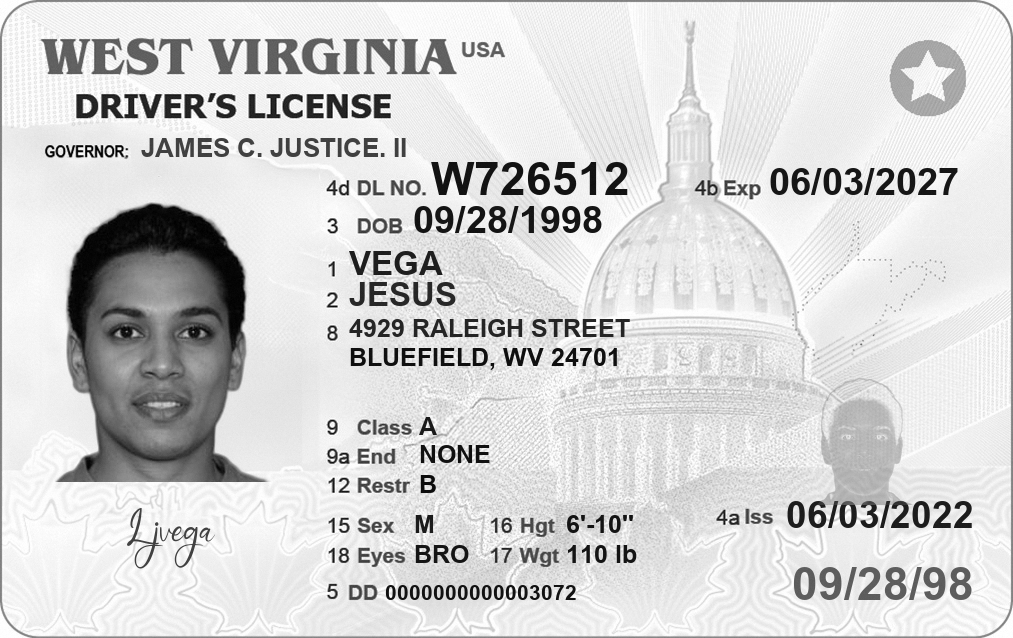 WEST VIRGINIA USA
DRIVER'S LICENSE
GOVERNOR: JAMES C. JUSTICE. II
4d DL NO. W726512 4b Exp 06/03/2027
3 DOB 09/28/1998
1 VEGA
2 JESUS
8 4929 RALEIGH STREET
BLUEFIELD, WV 24701
9 Class A
9a End NONE
12 Restr B
15 Sex M 16 Hgt 6'-10" 4a Iss 06/03/2022
18 Eyes BRO 17 Wgt 110 lb
5 DD 0000000000003072 09/28/98
Ljvega